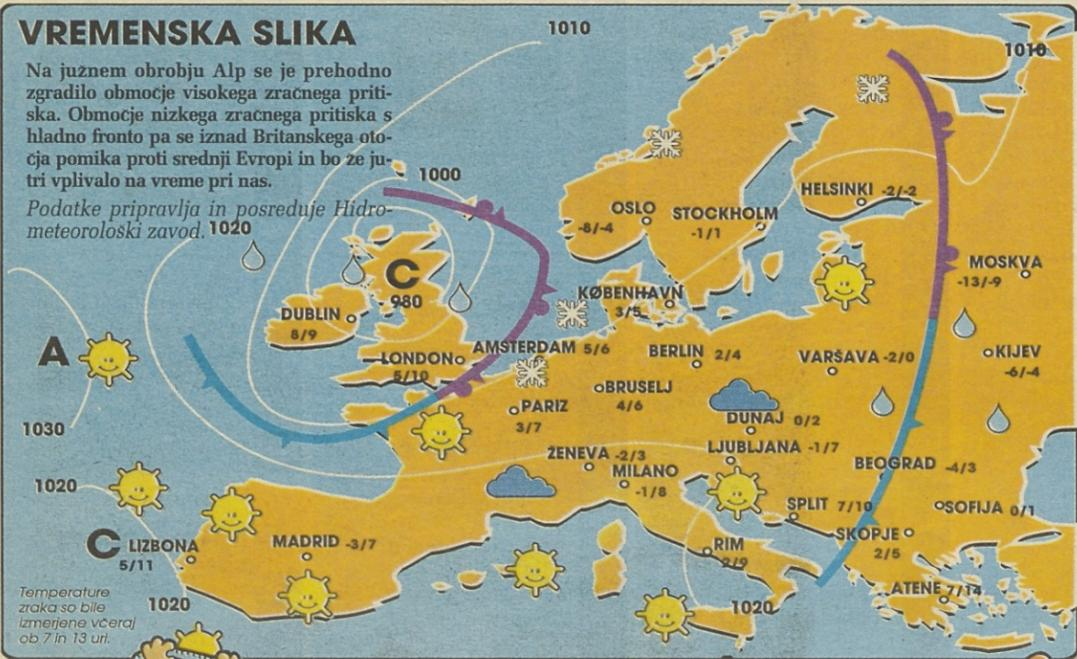 VREMENSKA SLIKA
Na južnem obrobju Alp se je prehodno
zgradilo območje visokega zračnega priti-
ska. Območje nizkega zračnega pritiska s
hladno fronto pa se iznad Britanskega oto-
čja pomika proti srednji Evropi in bo že ju-
tri vplivalo na vreme pri nas.
Podatke pripravlja in posreduje Hidro-
meteorološki zavod.
1010
1010
1000
1020
HELSINKI -2/-2
OSLO
-8/-4
STOCKHOLM
-1/1
MOSKVA
-13/-9
C
980
KØBENHAVN
3/5
DUBLIN
8/9
A
LONDON
5/10
AMSTERDAM 5/6
BERLIN 2/4
VARŠAVA -2/0
KIJEV
-6/-4
BRUSELJ
4/6
PARIZ
3/7
DUNAJ 0/2
1030
ŽENEVA -2/3
LJUBLJANA -1/7
MILANO
-1/8
BEOGRAD -4/3
1020
SPLIT 7/10
SOFIJA 0/1
C
LIZBONA
5/11
MADRID -3/7
RIM
2/9
SKOPJE
2/5
ATENE 7/14
1020
1020
Temperature
zraka so bile
izmerjene včeraj
ob 7 in 13 uri.